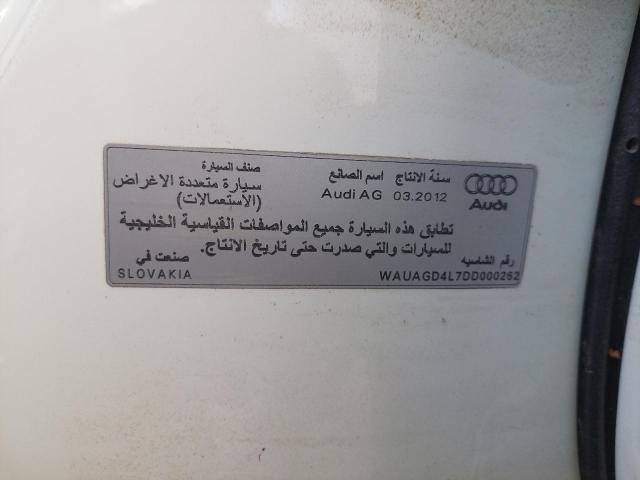 Audi
سنة الانتاج
03.2012
اسم الصانع
Audi AG
صنف السيارة
سيارة متعددة الاغراض
(الاستعمالات)
تطابق هذه السيارة جميع المواصفات القياسية الخليجية
للسيارات والتي صدرت حتى تاريخ الانتاج.
رقم الشاسيه
WAUAGD4L7DD000262
صنعت في
SLOVAKIA